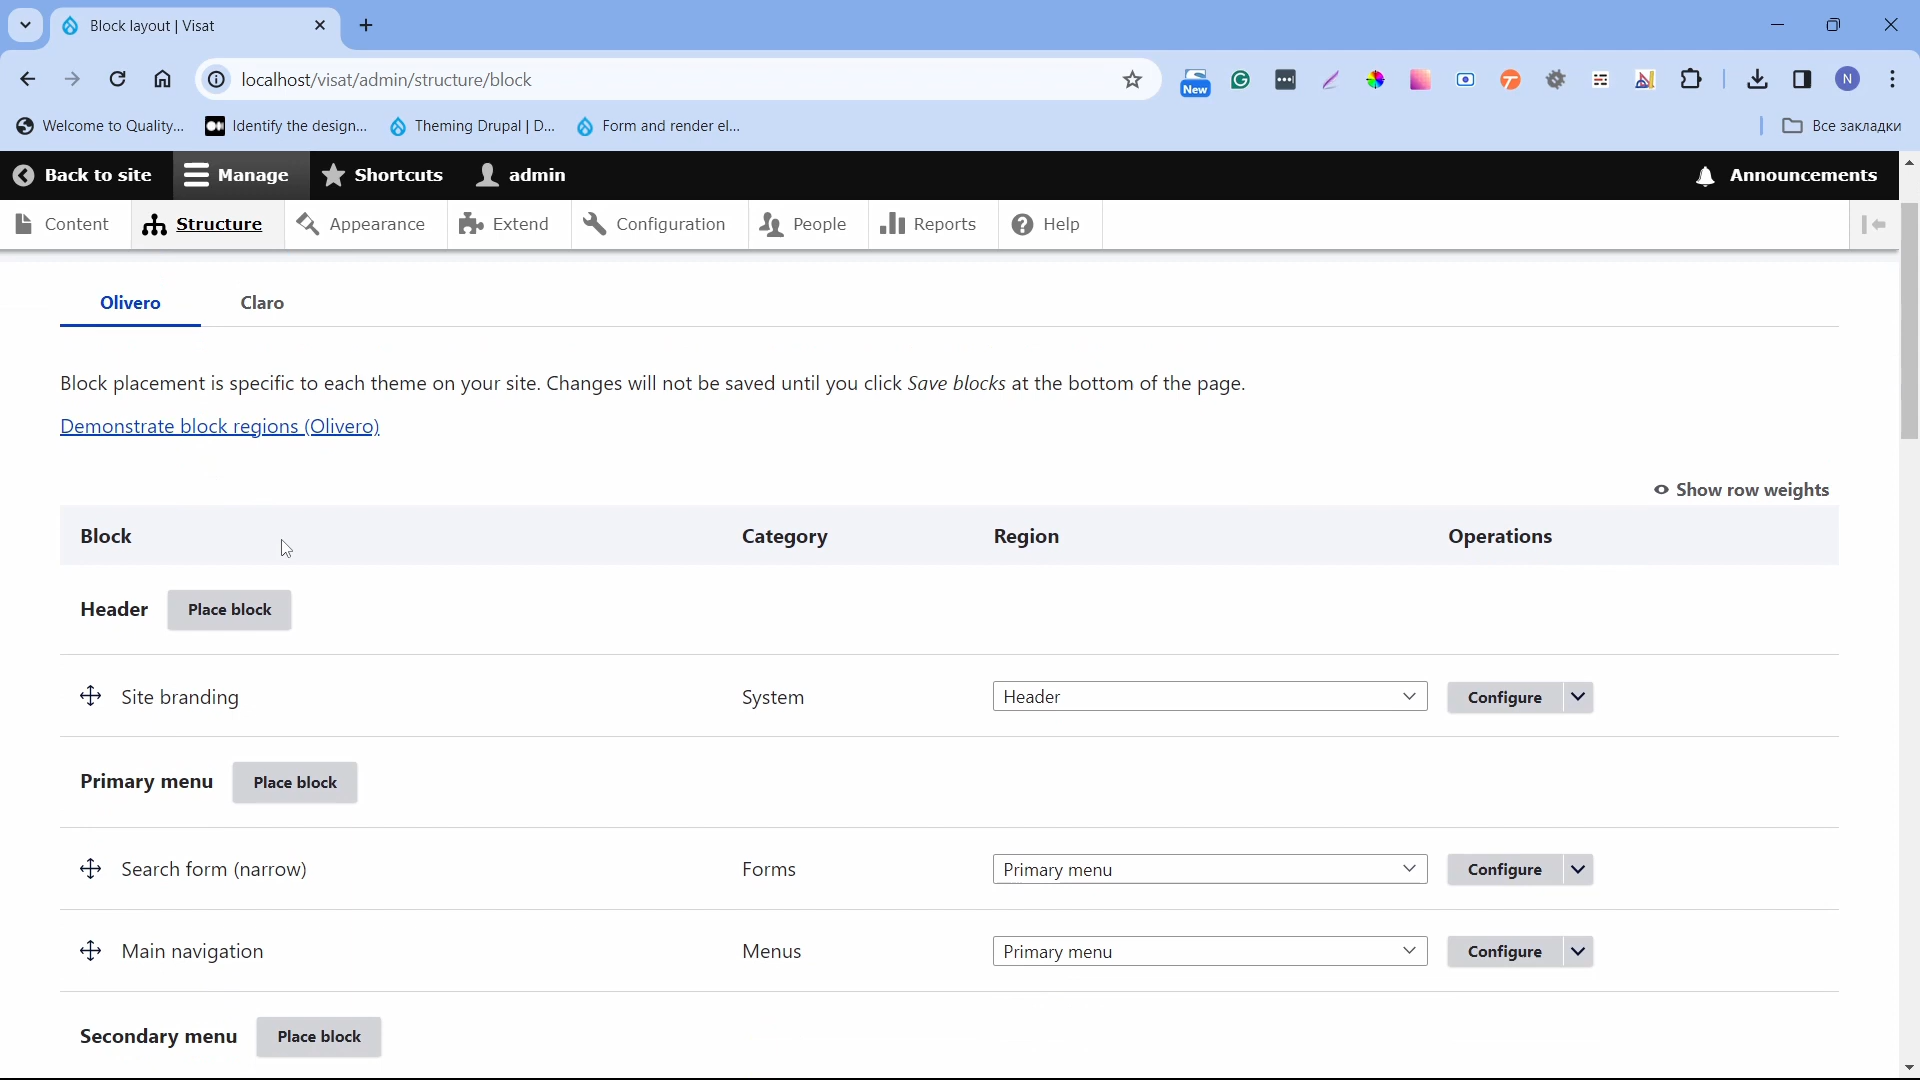 Block layout | Visat
localhost/visat/admin/structure/block
New
N
Welcome to Quality...
Identify the design...
Theming Drupal | D...
Form and render el...
Все закладки
Back to site
Manage
Shortcuts
admin
Announcements
Content
Structure
Appearance
Extend
Configuration
People
Reports
Help
Olivero
Claro
Block placement is specific to each theme on your site. Changes will not be saved until you click Save blocks at the bottom of the page.
Demonstrate block regions (Olivero)
Show row weights
Block Category Region Operations
Header Place block
Site branding System Header Configure
Primary menu Place block
Search form (narrow) Forms Primary menu Configure
Main navigation Menus Primary menu Configure
Secondary menu Place block